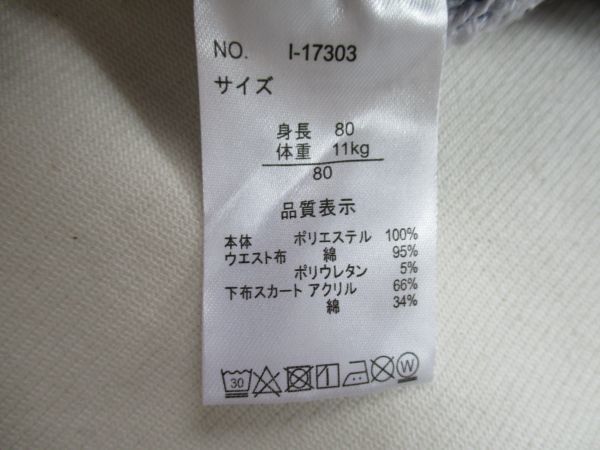 NO. I-17303
サイズ
身長 80
体重 11kg
80
品質表示
本体 ポリエステル 100%
ウエスト布 綿 95%
ポリウレタン 5%
下布スカート アクリル 66%
綿 34%
30 W